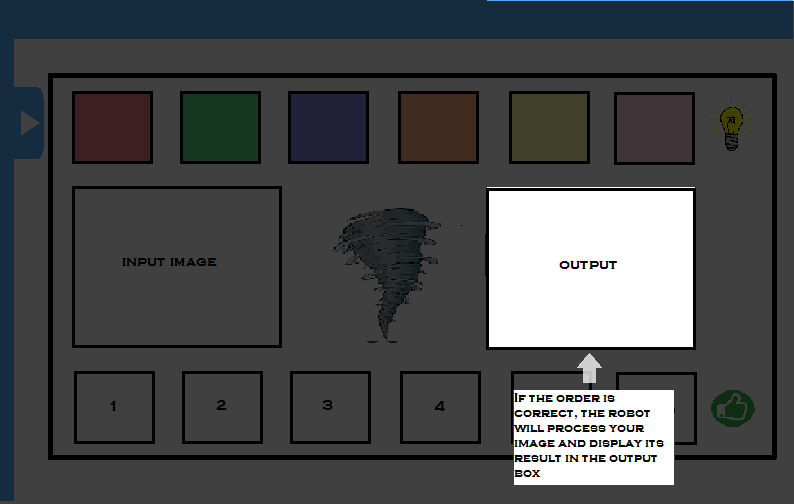 INPUT IMAGE
OUTPUT
1
2
3
4
IF THE ORDER IS
CORRECT, THE ROBOT
WILL PROCESS YOUR
IMAGE AND DISPLAY ITS
RESULT IN THE OUTPUT
BOX